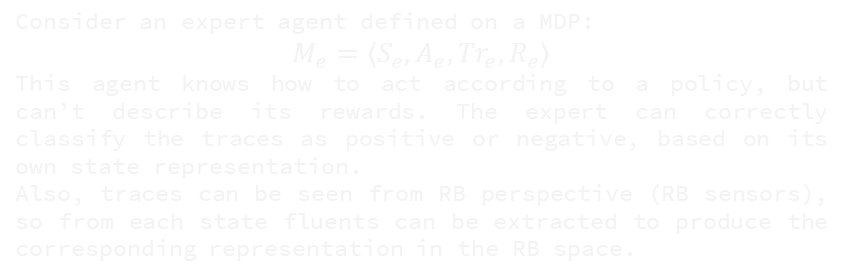 Consider an expert agent defined on a MDP:
M_e = ⟨S_e, A_e, Tr_e, R_e⟩
This agent knows how to act according to a policy, but
can’t describe its rewards. The expert can correctly
classify the traces as positive or negative, based on its
own state representation.
Also, traces can be seen from RB perspective (RB sensors),
so from each state fluents can be extracted to produce the
corresponding representation in the RB space.